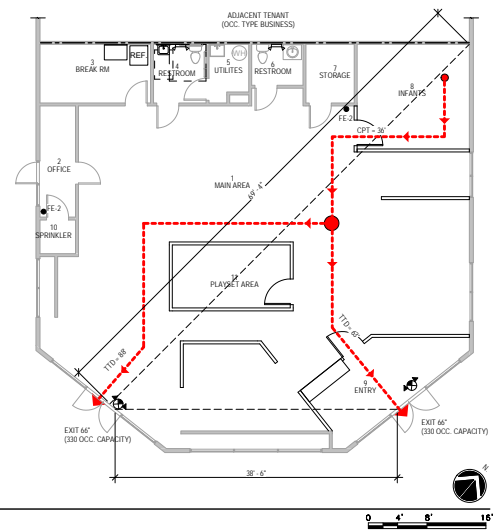 ADJACENT TENANT
(OCC. TYPE BUSINESS)
3
BREAK RM
REF.
4
RESTROOM
5
UTILITES
WH
6
RESTROOM
7
STORAGE
8
INFANTS
FE-2
CPT = 36'
2
OFFICE
1
MAIN AREA
69'- 4"
FE-2
10
SPRINKLER
11
PLAYSET AREA
TTD = 88'
TTD = 63'
9
ENTRY
EXIT 66"
(330 OCC. CAPACITY)
EXIT 66"
(330 OCC. CAPACITY)
38' - 6"
N
0 4' 8' 16'